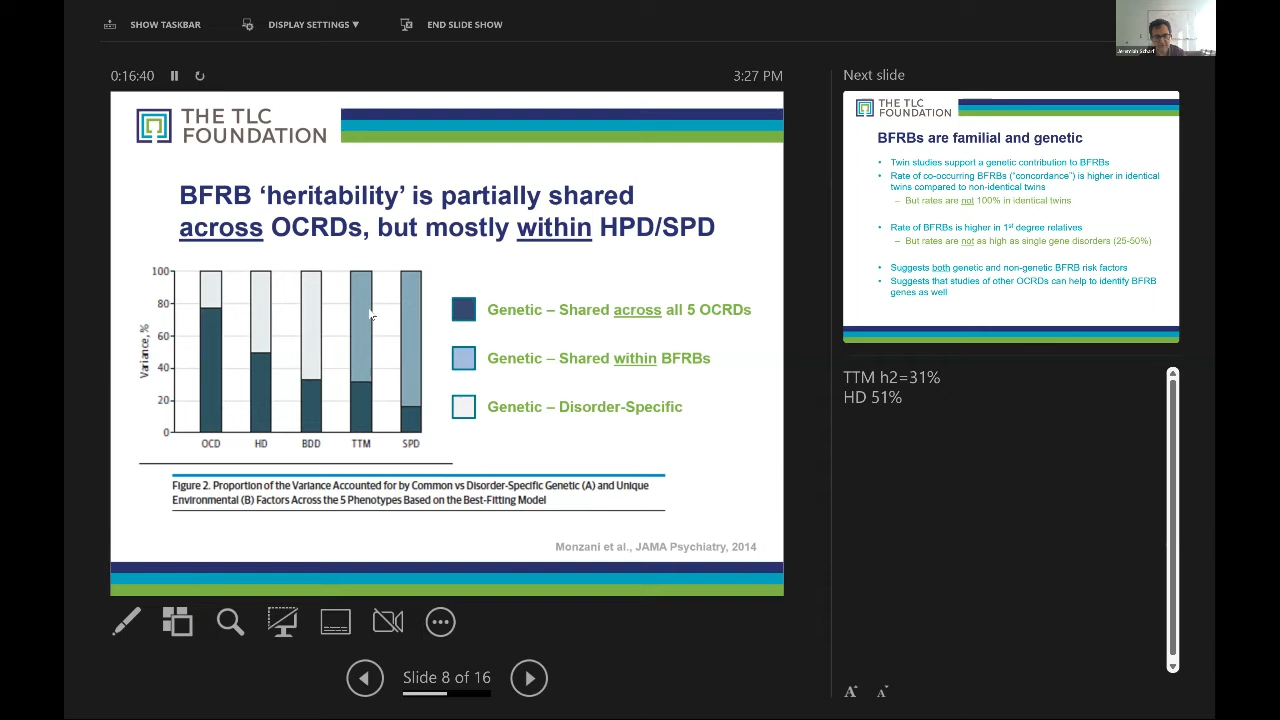 SHOW TASKBAR
DISPLAY SETTINGS ▼
END SLIDE SHOW
Jeremiah Scharf
0:16:40
3:27 PM
THE TLC
FOUNDATION
BFRB ‘heritability’ is partially shared
across OCRDs, but mostly within HPD/SPD
Variance, %
100
80
60
40
20
0
OCD
HD
BDD
TTM
SPD
Genetic – Shared across all 5 OCRDs
Genetic – Shared within BFRBs
Genetic – Disorder-Specific
Figure 2. Proportion of the Variance Accounted for by Common vs Disorder-Specific Genetic (A) and Unique
Environmental (B) Factors Across the 5 Phenotypes Based on the Best-Fitting Model
Monzani et al., JAMA Psychiatry, 2014
Slide 8 of 16
Next slide
THE TLC
FOUNDATION
BFRBs are familial and genetic
• Twin studies support a genetic contribution to BFRBs
• Rate of co-occurring BFRBs (“concordance”) is higher in identical
twins compared to non-identical twins
– But rates are not 100% in identical twins
• Rate of BFRBs is higher in 1st degree relatives
– But rates are not as high as single gene disorders (25-50%)
• Suggests both genetic and non-genetic BFRB risk factors
• Suggests that studies of other OCRDs can help to identify BFRB
genes as well
TTM h2=31%
HD 51%
A A